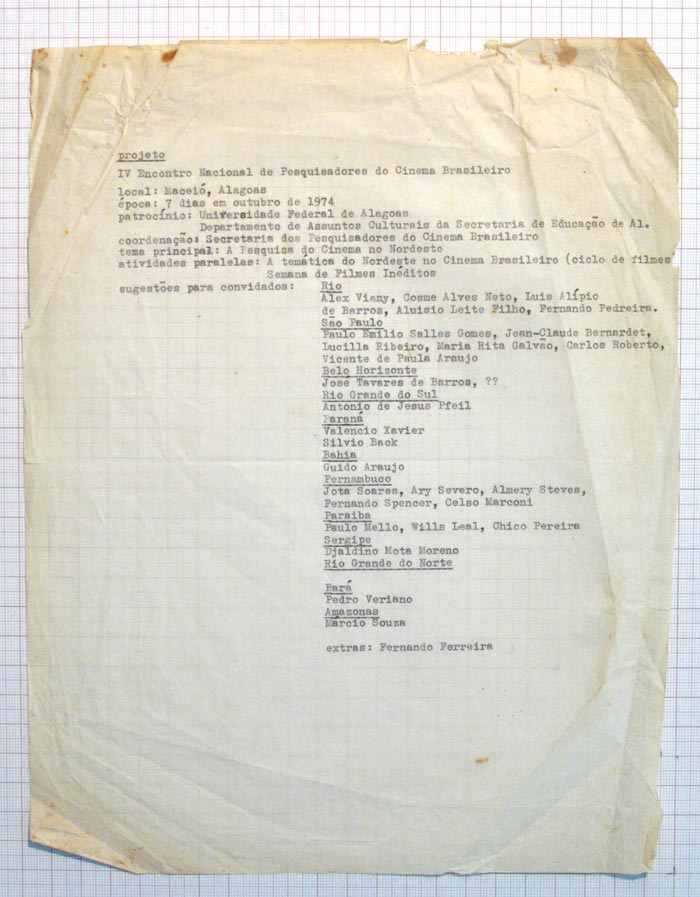 projeto
IV Encontro Nacional de Pesquisadores do Cinema Brasileiro
local: Maceió, Alagoas
época: 7 dias em outubro de 1974
patrocínio: Universidade Federal de Alagoas
Departamento de Assuntos Culturais da Secretaria de Educação de Al.
coordenação: Secretaria dos Pesquisadores do Cinema Brasileiro
tema principal: A Pesquisa do Cinema no Nordeste
atividades paralelas: A temática do Nordeste no Cinema Brasileiro (ciclo de filmes
Semana de Filmes Inéditos
sugestões para convidados: Rio
Alex Viany, Cosme Alves Neto, Luis Alípio
de Barros, Aluisio Leite Filho, Fernando Pedreira.
São Paulo
Paulo Emílio Salles Gomes, Jean-Claude Bernardet,
Lucilla Ribeiro, Maria Rita Galvão, Carlos Roberto,
Vicente de Paula Araujo
Belo Horizonte
José Tavares de Barros, ??
Rio Grande do Sul
Antonio de Jesus Pfeil
Paraná
Valencio Xavier
Silvio Back
Bahia
Guido Araujo
Pernambuco
Jota Soares, Ary Severo, Almery Steves,
Fernando Spencer, Celso Marconi
Paraiba
Paulo Mello, Wills Leal, Chico Pereira
Sergipe
Djaldino Mota Moreno
Rio Grande do Norte
Bará
Pedro Veriano
Amazonas
Márcio Souza
extras: Fernando Ferreira